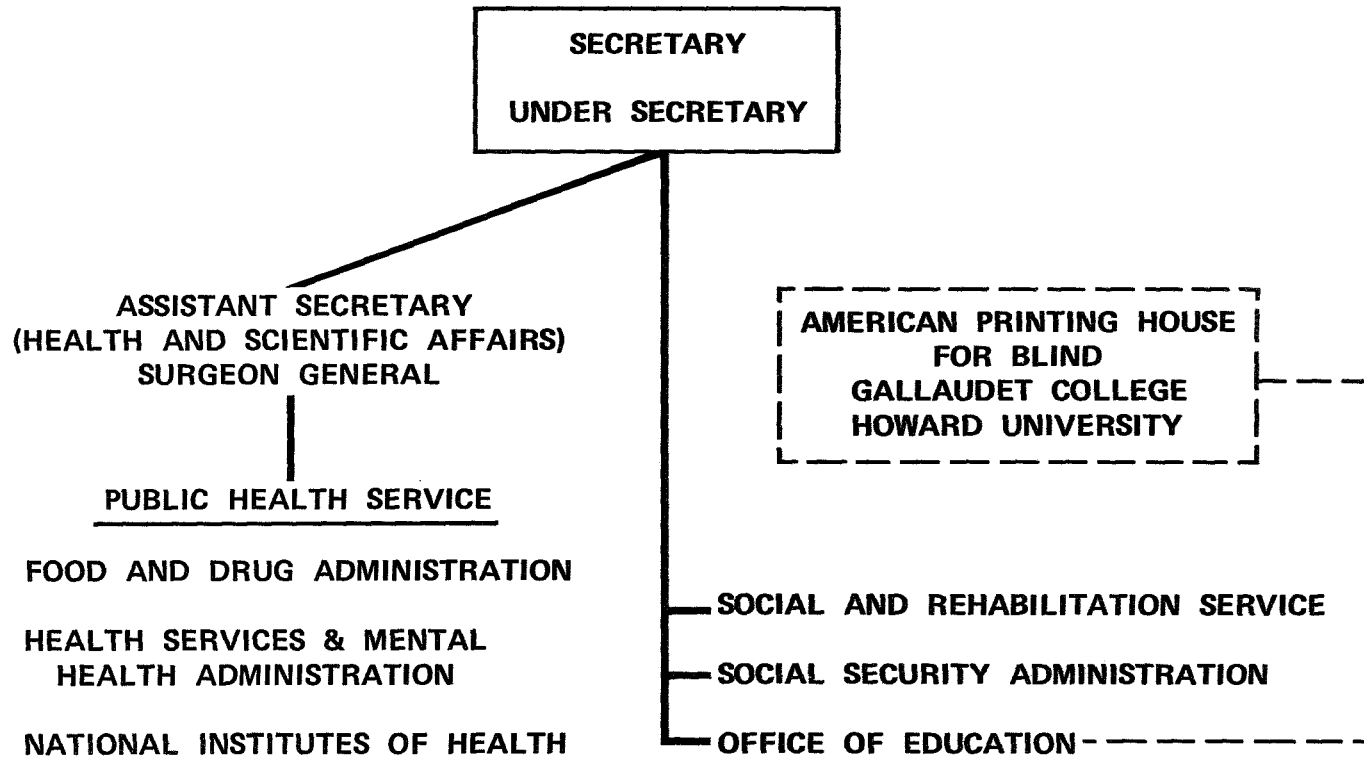 SECRETARY
UNDER SECRETARY
ASSISTANT SECRETARY
(HEALTH AND SCIENTIFIC AFFAIRS)
SURGEON GENERAL
PUBLIC HEALTH SERVICE
FOOD AND DRUG ADMINISTRATION
HEALTH SERVICES & MENTAL
HEALTH ADMINISTRATION
NATIONAL INSTITUTES OF HEALTH
AMERICAN PRINTING HOUSE
FOR BLIND
GALLAUDET COLLEGE
HOWARD UNIVERSITY
SOCIAL AND REHABILITATION SERVICE
SOCIAL SECURITY ADMINISTRATION
OFFICE OF EDUCATION